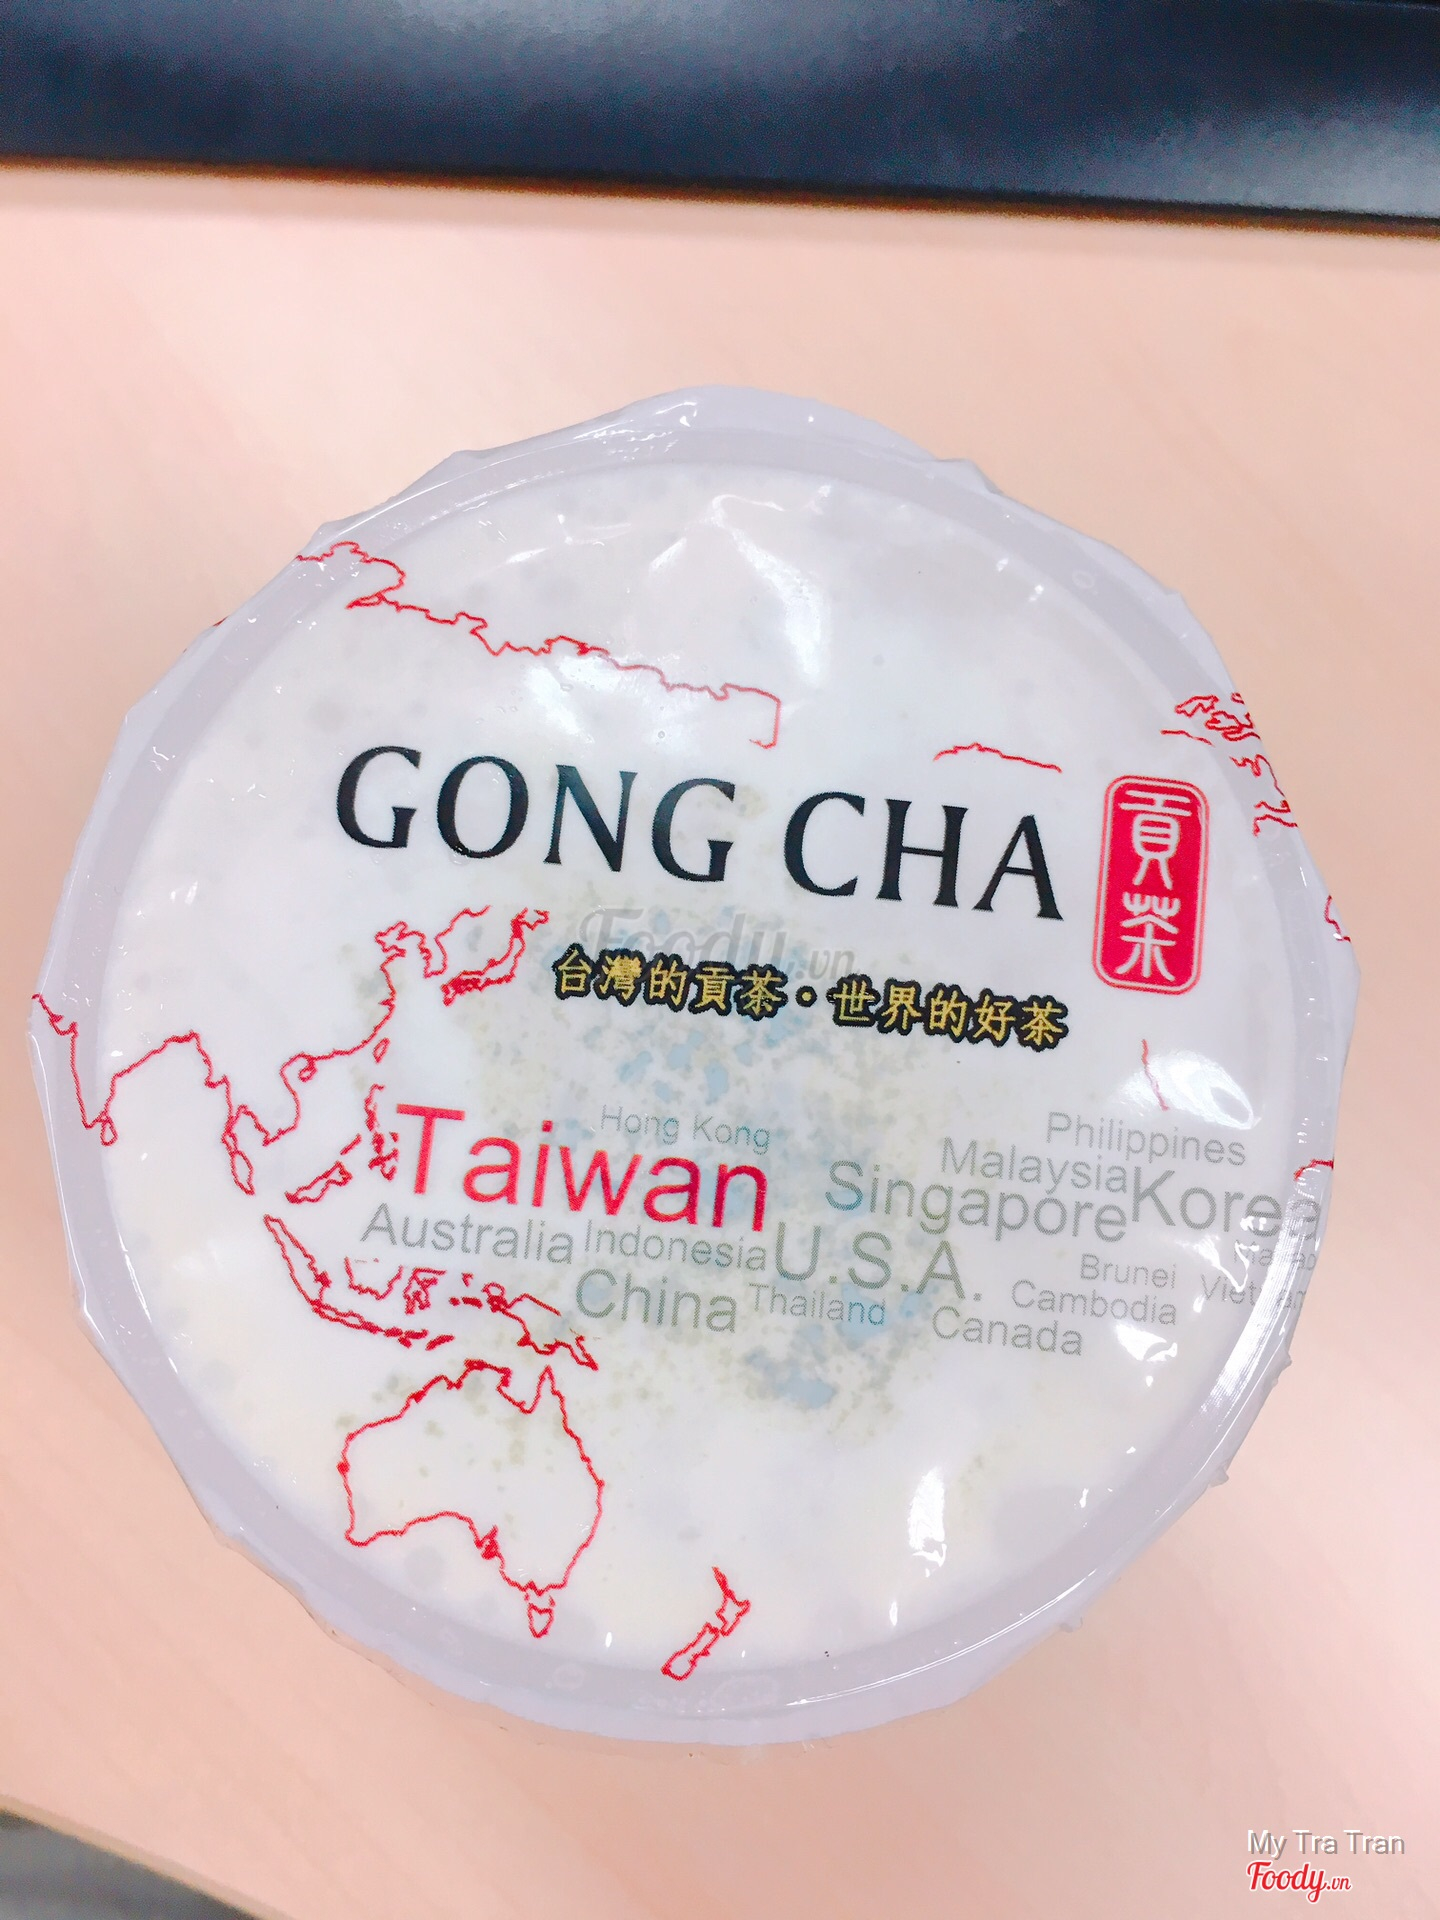 GONG CHA
貢茶
Foody.vn
台灣的貢茶・世界的好茶
Hong Kong
Philippines
Taiwan
Malaysia
Singapore
Korea
Australia
Indonesia
U.S.A.
Brunei
China
Thailand
Cambodia
Canada
My Tra Tran
Foody.vn